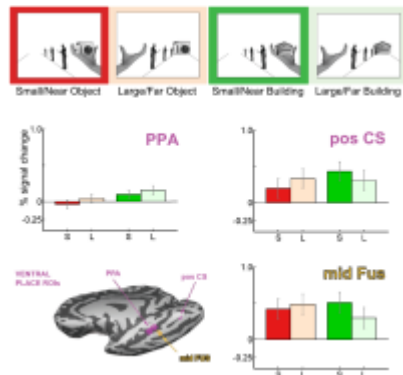 Small/Near Object Large/Far Object Small/Near Building Large/Far Building
PPA
1.0
% signal change
0
-0.25
S L S L
pos CS
1.0
0
-0.25
S L S L
VENTRAL
PLACE ROIs
PPA
pos CS
mid FUS
mid Fus
1.0
0
-0.25
S L S L